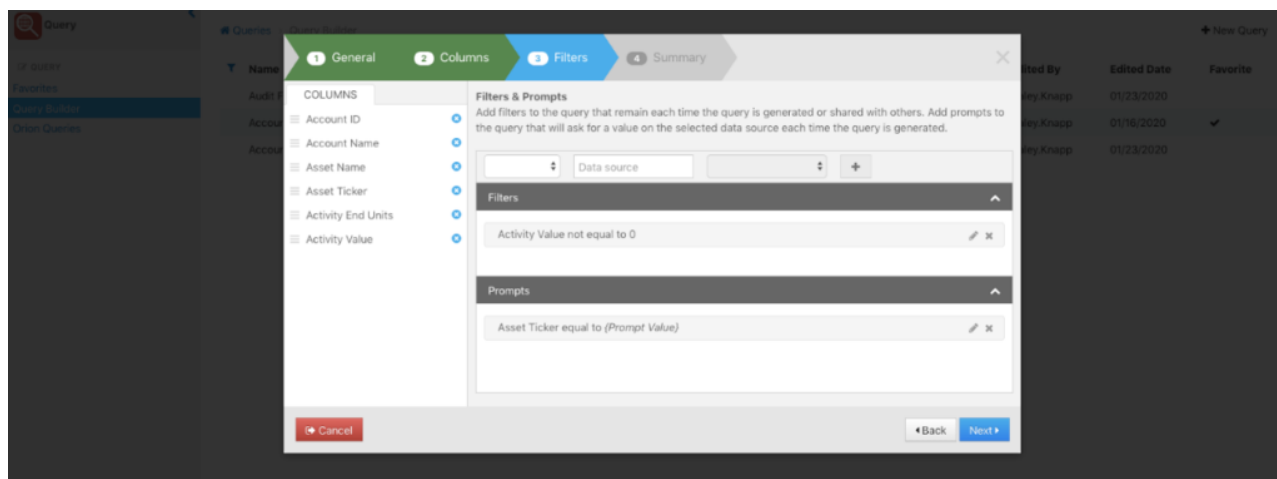 Query
Queries Query Builder
+ New Query
QUERY
Favorites
Query Builder
Orion Queries
Name
Edited Date
Favorite
01/23/2020
01/16/2020
01/23/2020
1 General
2 Columns
3 Filters
4 Summary
COLUMNS
Account ID
Account Name
Asset Name
Asset Ticker
Activity End Units
Activity Value
Filters & Prompts
Add filters to the query that remain each time the query is generated or shared with others. Add prompts to
the query that will ask for a value on the selected data source each time the query is generated.
Data source
+
Filters
Activity Value not equal to 0
Prompts
Asset Ticker equal to (Prompt Value)
Cancel
Back
Next